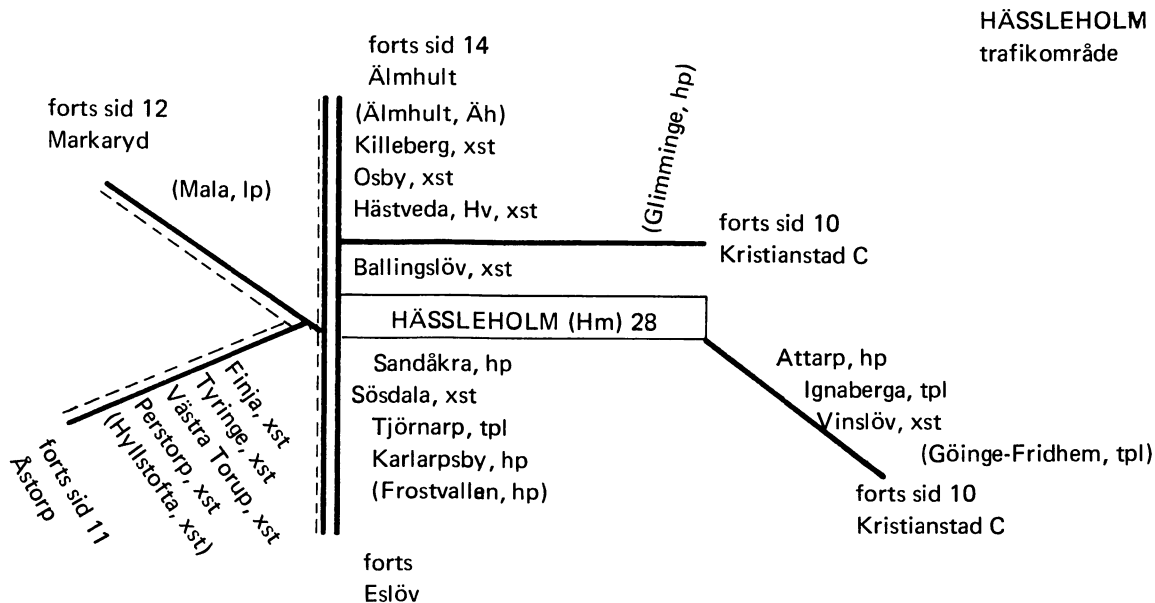 HÄSSLEHOLM
trafikområde
forts sid 14
Älmhult
(Älmhult, Äh)
Killeberg, xst
Osby, xst
Hästveda, Hv, xst
(Glimminge, hp)
forts sid 12
Markaryd
(Mala, lp)
forts sid 10
Kristianstad C
Ballingslöv, xst
HÄSSLEHOLM (Hm) 28
Sandåkra, hp
Sösdala, xst
Tjörnarp, tpl
Karlarpsby, hp
(Frostvallen, hp)
Attarp, hp
Ignaberga, tpl
Vinslöv, xst
(Göinge-Fridhem, tpl)
forts sid 10
Kristianstad C
Finja, xst
Tyringe, xst
Västra Torup, xst
Perstorp, xst
(Hyllstofta, xst)
forts sid 11
Åstorp
forts
Eslöv